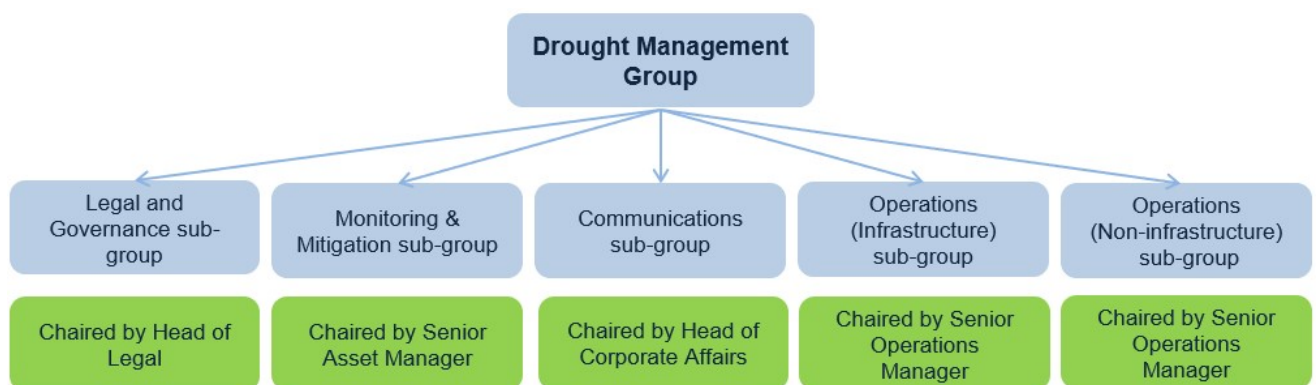 Drought Management
Group
Legal and
Governance sub-
group
Monitoring &
Mitigation sub-group
Communications
sub-group
Operations
(Infrastructure)
sub-group
Operations
(Non-infrastructure)
sub-group
Chaired by Head of
Legal
Chaired by Senior
Asset Manager
Chaired by Head of
Corporate Affairs
Chaired by Senior
Operations
Manager
Chaired by Senior
Operations
Manager